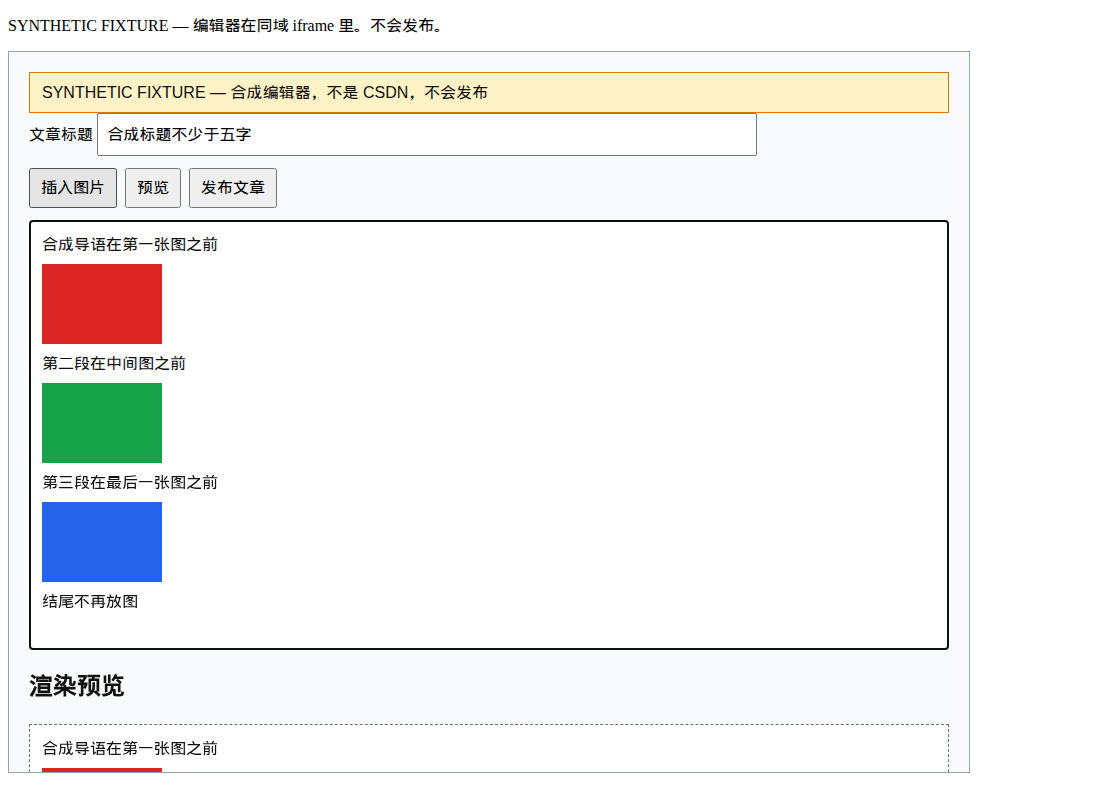 SYNTHETIC FIXTURE — 编辑器在同域 iframe 里。不会发布。
SYNTHETIC FIXTURE — 合成编辑器，不是 CSDN，不会发布
文章标题 合成标题不少于五字
插入图片 预览 发布文章
合成导语在第一张图之前
第二段在中间图之前
第三段在最后一张图之前
结尾不再放图
渲染预览
合成导语在第一张图之前